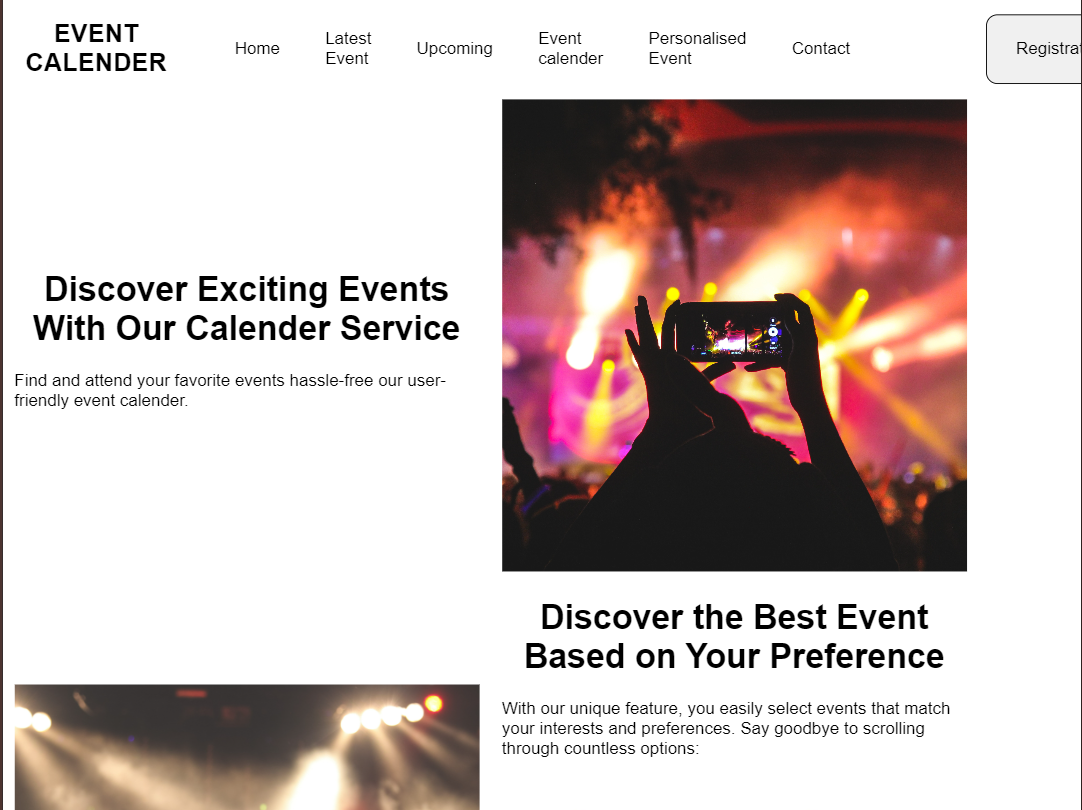 EVENT
CALENDER
Home
Latest
Event
Upcoming
Event
calender
Personalised
Event
Contact
Discover Exciting Events
With Our Calender Service
Find and attend your favorite events hassle-free our user-
friendly event calender.
Discover the Best Event
Based on Your Preference
With our unique feature, you easily select events that match
your interests and preferences. Say goodbye to scrolling
through countless options: